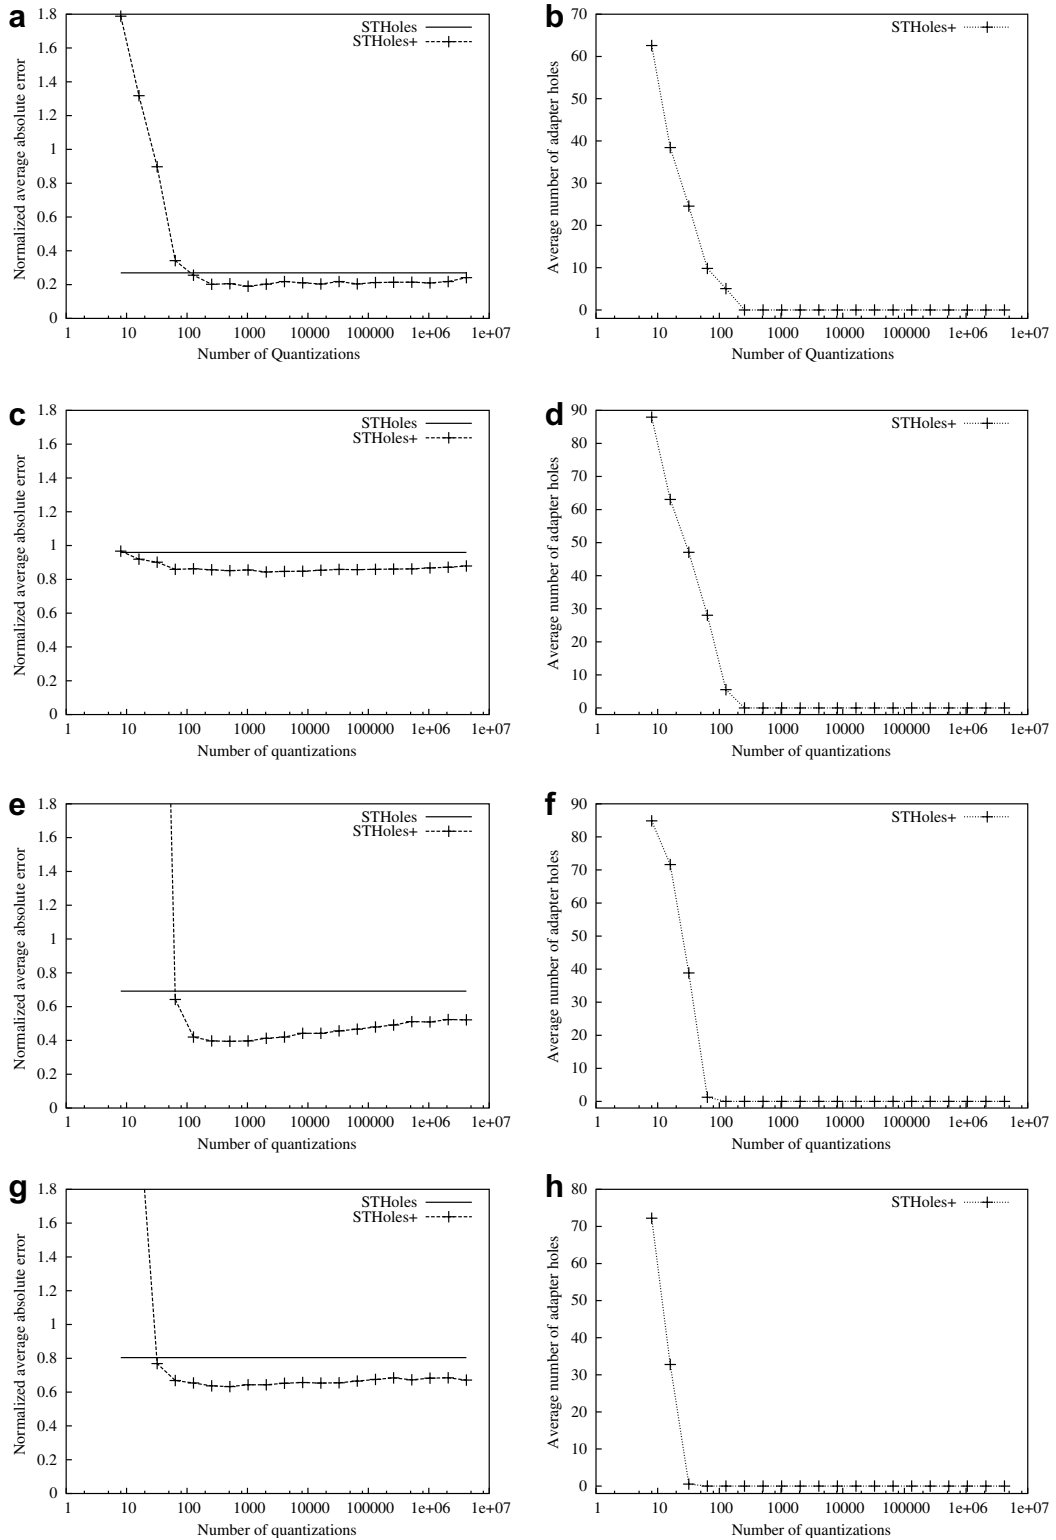 a
Normalized average absolute error
1.8
1.6
1.4
1.2
1
0.8
0.6
0.4
0.2
0
1 10 100 1000 10000 100000 1e+06 1e+07
Number of Quantizations
STHoles
STHoles+
b
Average number of adapter holes
70
60
50
40
30
20
10
0
1 10 100 1000 10000 100000 1e+06 1e+07
Number of Quantizations
STHoles+
c
Normalized average absolute error
1.8
1.6
1.4
1.2
1
0.8
0.6
0.4
0.2
0
1 10 100 1000 10000 100000 1e+06 1e+07
Number of quantizations
STHoles
STHoles+
d
Average number of adapter holes
90
80
70
60
50
40
30
20
10
0
1 10 100 1000 10000 100000 1e+06 1e+07
Number of quantizations
STHoles+
e
Normalized average absolute error
1.8
1.6
1.4
1.2
1
0.8
0.6
0.4
0.2
0
1 10 100 1000 10000 100000 1e+06 1e+07
Number of quantizations
STHoles
STHoles+
f
Average number of adapter holes
90
80
70
60
50
40
30
20
10
0
1 10 100 1000 10000 100000 1e+06 1e+07
Number of quantizations
STHoles+
g
Normalized average absolute error
1.8
1.6
1.4
1.2
1
0.8
0.6
0.4
0.2
0
1 10 100 1000 10000 100000 1e+06 1e+07
Number of quantizations
STHoles
STHoles+
h
Average number of adapter holes
80
70
60
50
40
30
20
10
0
1 10 100 1000 10000 100000 1e+06 1e+07
Number of quantizations
STHoles+